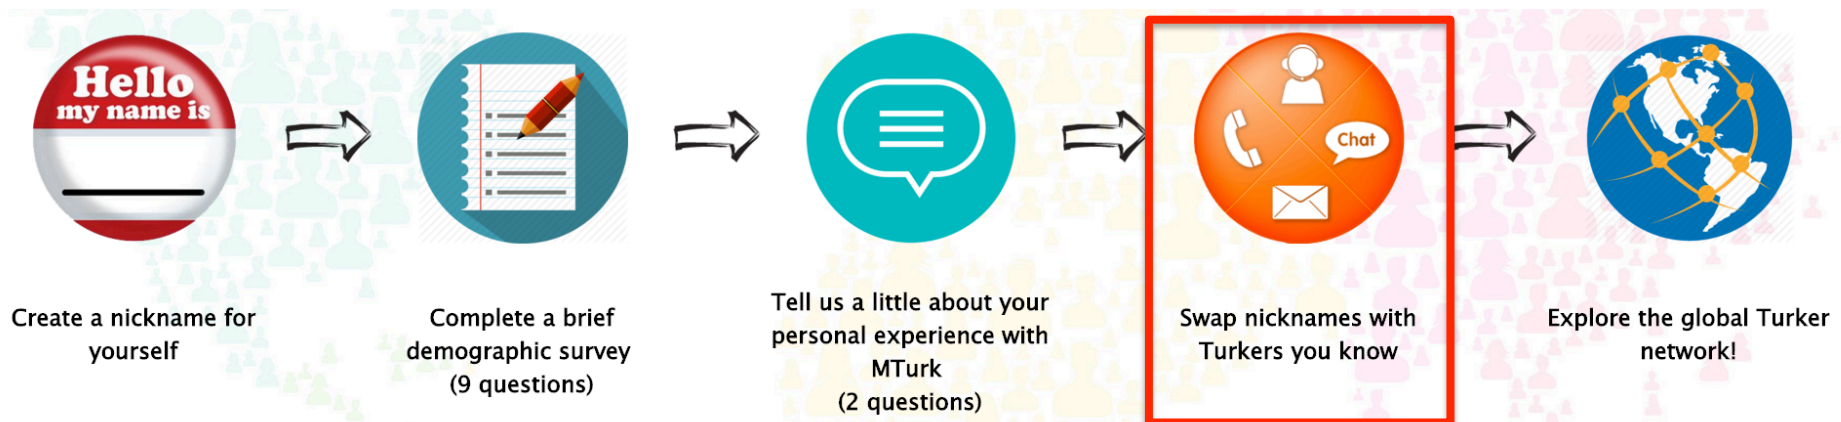 Hello
my name is
Chat
Create a nickname for
yourself
Complete a brief
demographic survey
(9 questions)
Tell us a little about your
personal experience with
MTurk
(2 questions)
Swap nicknames with
Turkers you know
Explore the global Turker
network!